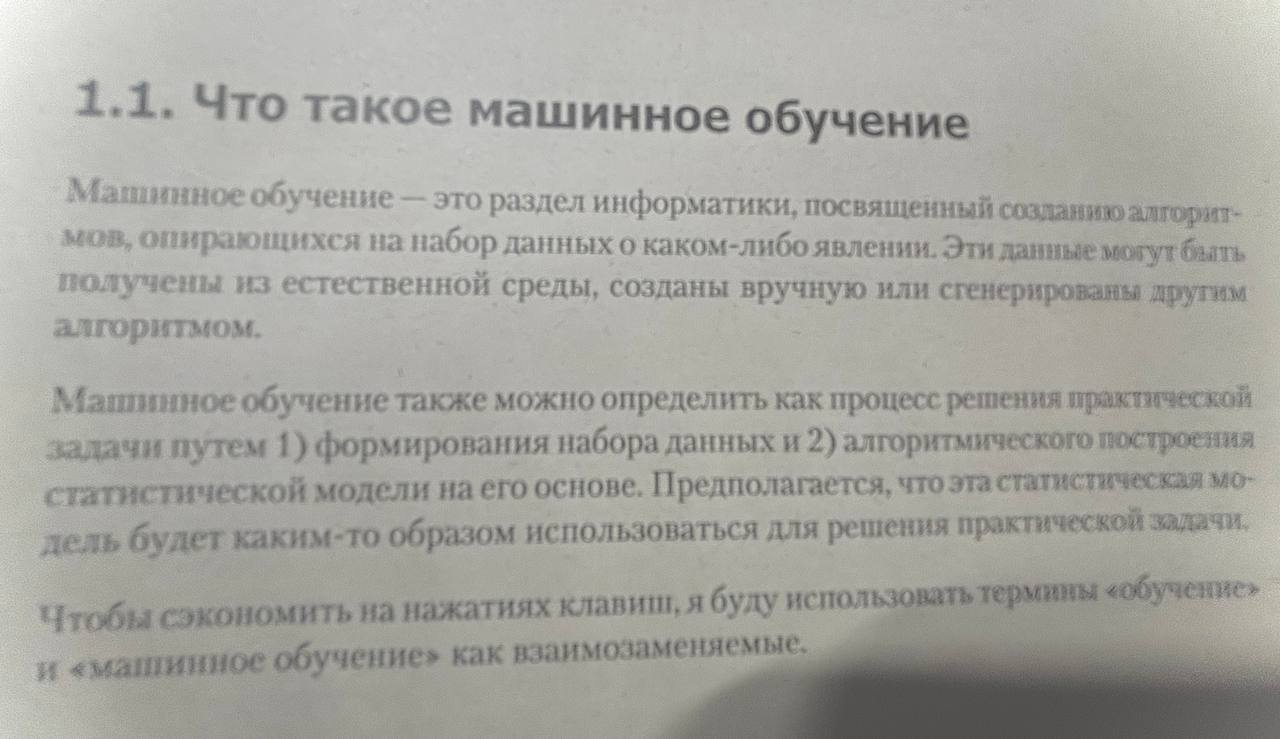 1.1. Что такое машинное обучение
Машинное обучение — это раздел информатики, посвященный созданию алгорит-
мов, опирающихся на набор данных о каком-либо явлении. Эти данные могут быть
получены из естественной среды, созданы вручную или сгенерированы другим
алгоритмом.
Машинное обучение также можно определить как процесс решения практической
задачи путем 1) формирования набора данных и 2) алгоритмического построения
статистической модели на его основе. Предполагается, что эта статистическая мо-
дель будет каким-то образом использоваться для решения практической задачи.
Чтобы сэкономить на нажатиях клавиш, я буду использовать термины «обучение»
и «машинное обучение» как взаимозаменяемые.